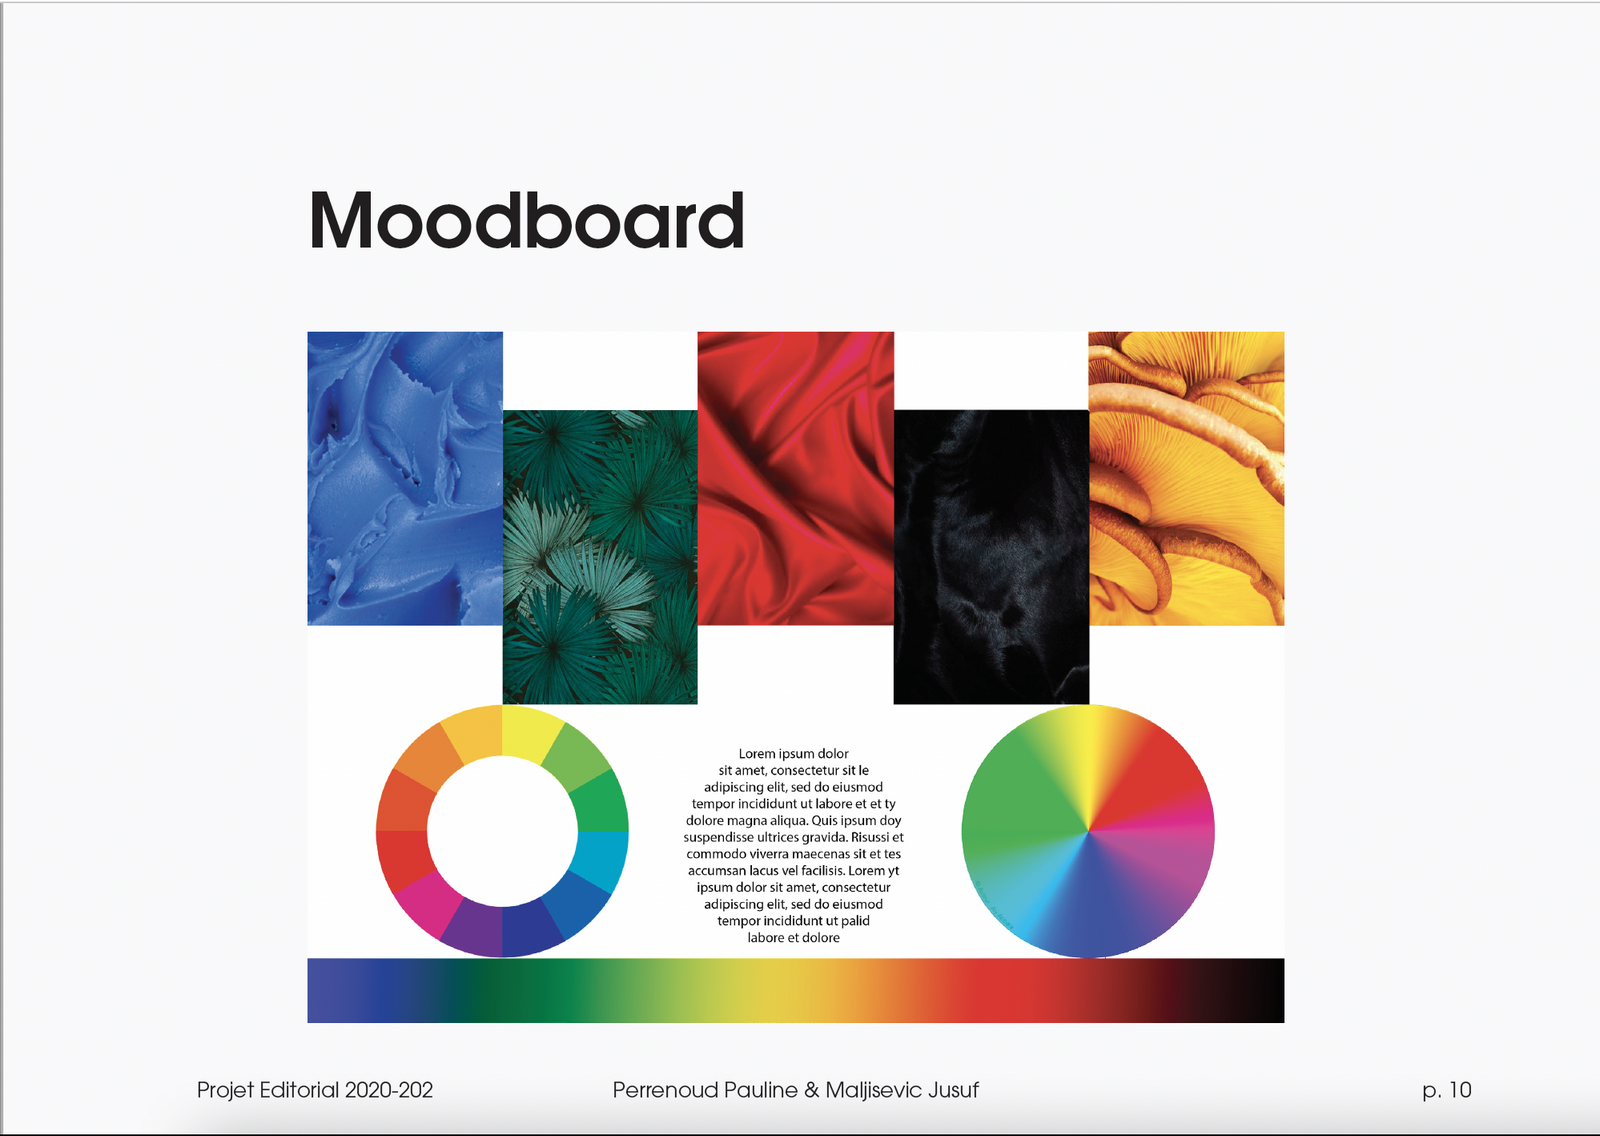 Moodboard
Lorem ipsum dolor
sit amet, consectetur sit le
adipiscing elit, sed do eiusmod
tempor incididunt ut labore et et ty
dolore magna aliqua. Quis ipsum doy
suspendisse ultrices gravida. Risussi et
commodo viverra maecenas sit et tes
accumsan lacus vel facilisis. Lorem yt
ipsum dolor sit amet, consectetur
adipiscing elit, sed do eiusmod
tempor incididunt ut palid
labore et dolore
Projet Editorial 2020-202
Perrenoud Pauline & Maljisevic Jusuf
p. 10